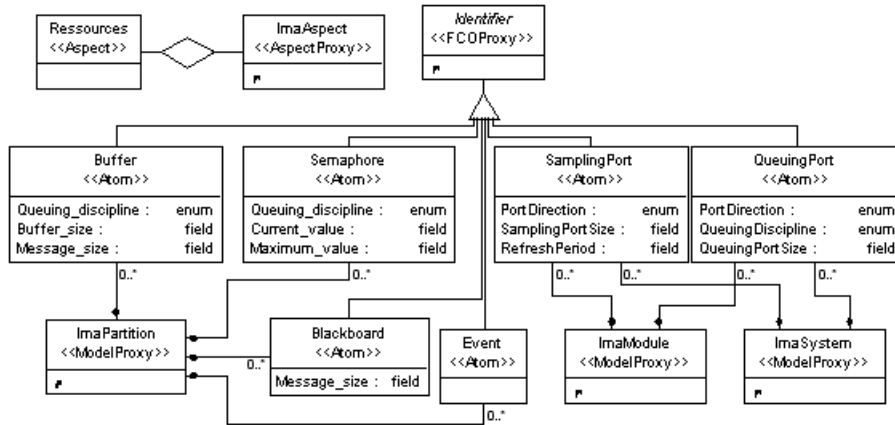 Ressources
<<Aspect>>
ImaAspect
<<AspectProxy>>
Identifier
<<FCOProxy>>
Buffer
<<Atom>>
Queuing_discipline : enum
Buffer_size : field
Message_size : field
0..*
Semaphore
<<Atom>>
Queuing_discipline : enum
Current_value : field
Maximum_value : field
0..*
SamplingPort
<<Atom>>
PortDirection : enum
SamplingPortSize : field
RefreshPeriod : field
0..*
0..*
QueuingPort
<<Atom>>
PortDirection : enum
QueuingDiscipline : enum
QueuingPortSize : field
0..*
0..*
ImaPartition
<<ModelProxy>>
Blackboard
<<Atom>>
Message_size : field
0..*
Event
<<Atom>>
0..*
ImaModule
<<ModelProxy>>
ImaSystem
<<ModelProxy>>